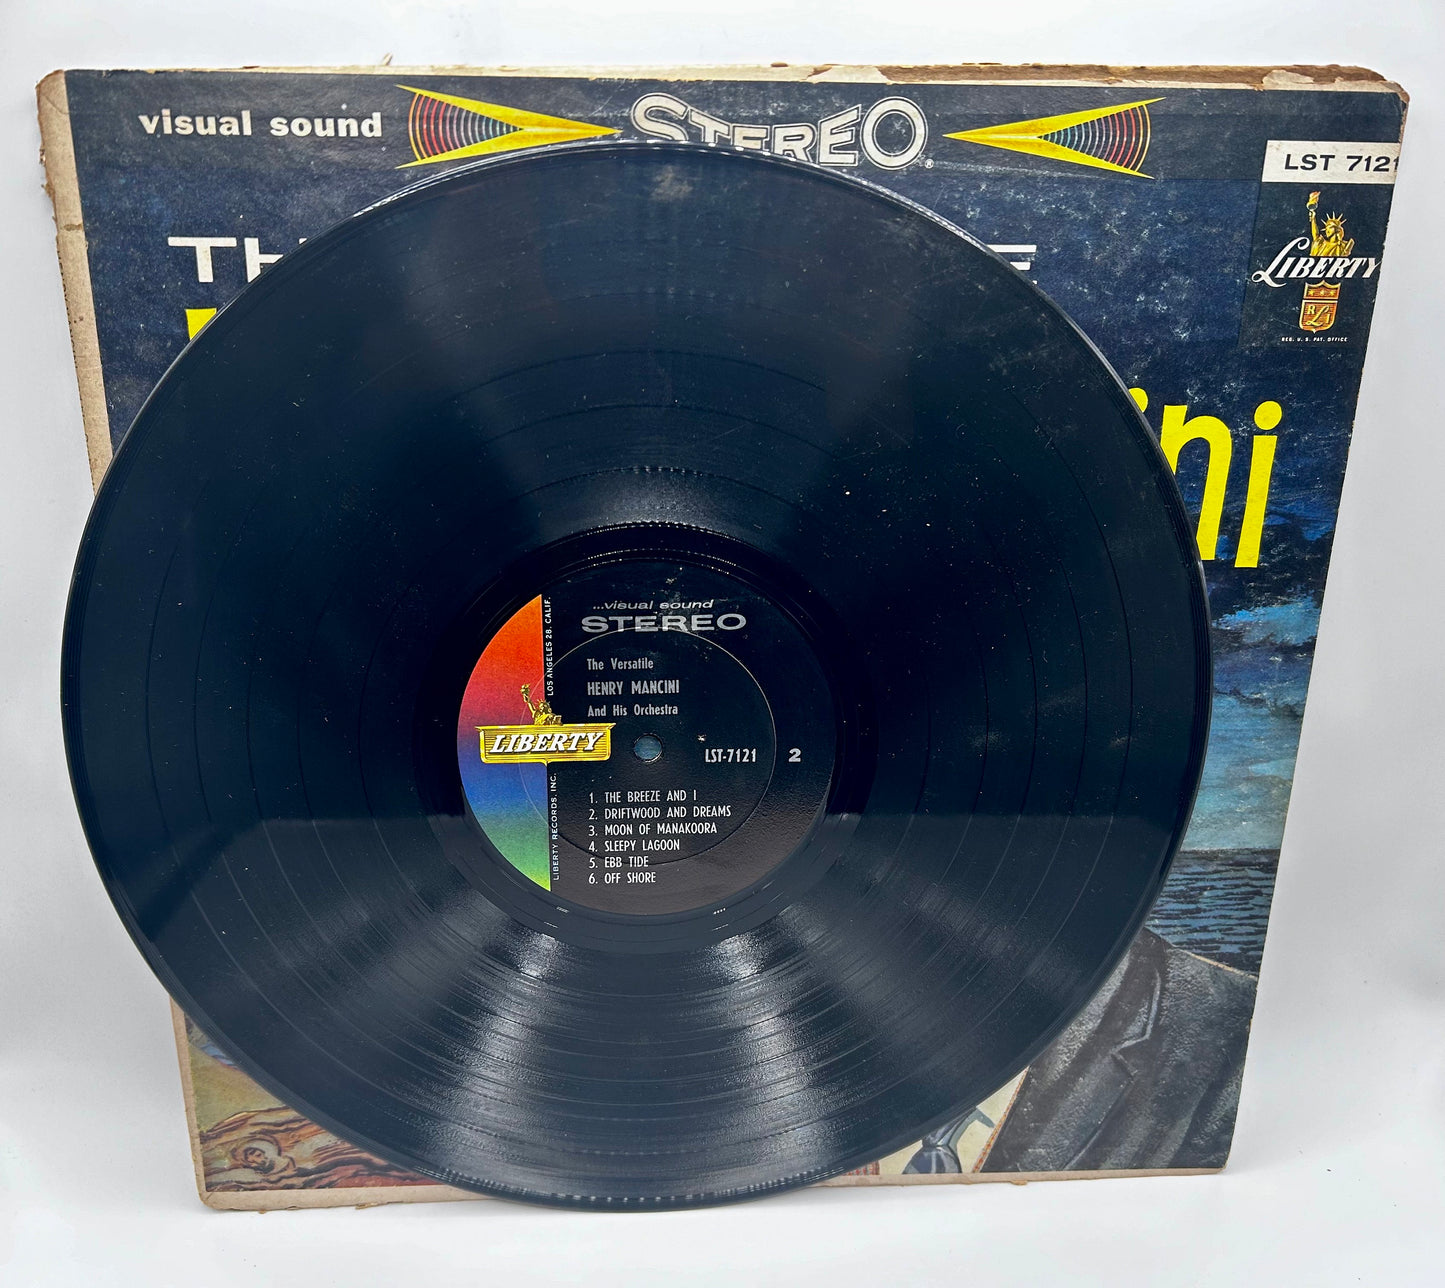 visual sound
STEREO
®
LST 7121
LIBERTY
RLI
REG. U. S. PAT. OFFICE
...visual sound
STEREO
The Versatile
HENRY MANCINI
And His Orchestra
LIBERTY
LST-7121 2
1. THE BREEZE AND I
2. DRIFTWOOD AND DREAMS
3. MOON OF MANAKOORA
4. SLEEPY LAGOON
5. EBB TIDE
6. OFF SHORE
LIBERTY RECORDS, INC. LOS ANGELES 28, CALIF.